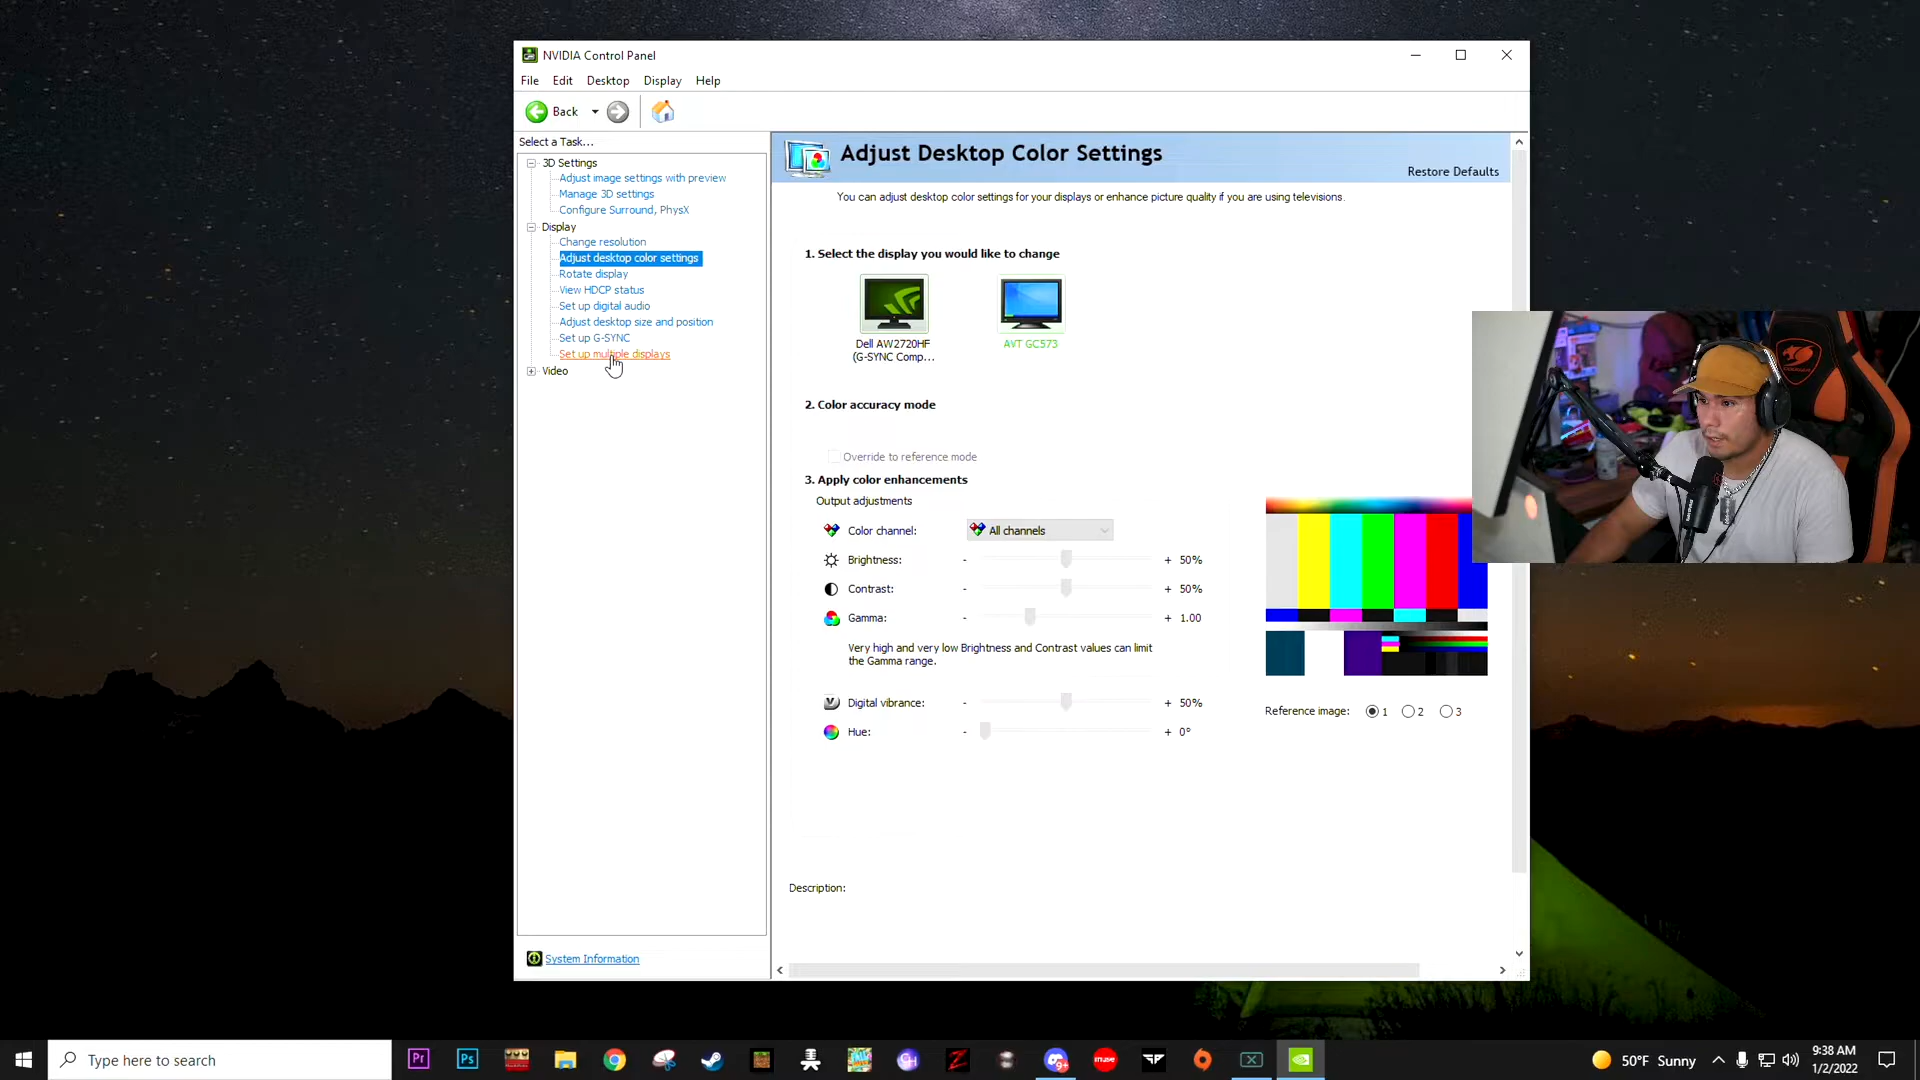 NVIDIA Control Panel
File Edit Desktop Display Help
Back
Select a Task...
3D Settings
Adjust image settings with preview
Manage 3D settings
Configure Surround, PhysX
Display
Change resolution
Adjust desktop color settings
Rotate display
View HDCP status
Set up digital audio
Adjust desktop size and position
Set up G-SYNC
Set up multiple displays
Video
System Information
Adjust Desktop Color Settings
Restore Defaults
You can adjust desktop color settings for your displays or enhance picture quality if you are using televisions.
1. Select the display you would like to change
Dell AW2720HF
(G-SYNC Comp...
AVT GC573
2. Color accuracy mode
Override to reference mode
3. Apply color enhancements
Output adjustments
Color channel: All channels
Brightness: - + 50%
Contrast: - + 50%
Gamma: - + 1.00
Very high and very low Brightness and Contrast values can limit
the Gamma range.
Digital vibrance: - + 50%
Hue: - + 0°
Reference image: 1 2 3
Description:
COUGAR
Type here to search
Pr
Ps
50°F Sunny
9:38 AM
1/2/2022